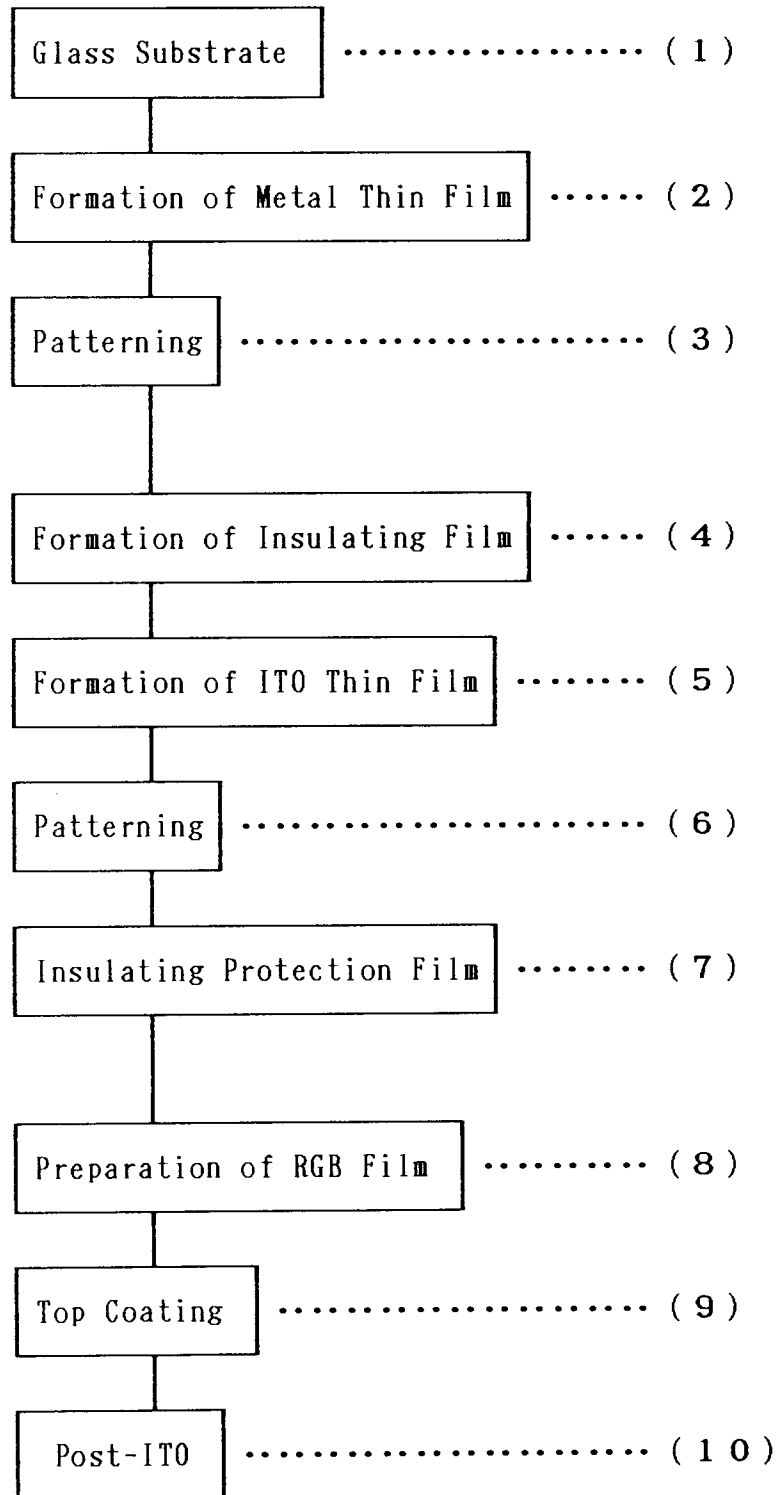 Glass Substrate ·················· ( 1 )
Formation of Metal Thin Film ······ ( 2 )
Patterning ························ ( 3 )
Formation of Insulating Film ······ ( 4 )
Formation of ITO Thin Film ········ ( 5 )
Patterning ························ ( 6 )
Insulating Protection Film ········ ( 7 )
Preparation of RGB Film ·········· ( 8 )
Top Coating ······················ ( 9 )
Post-ITO ························ ( 1 0 )